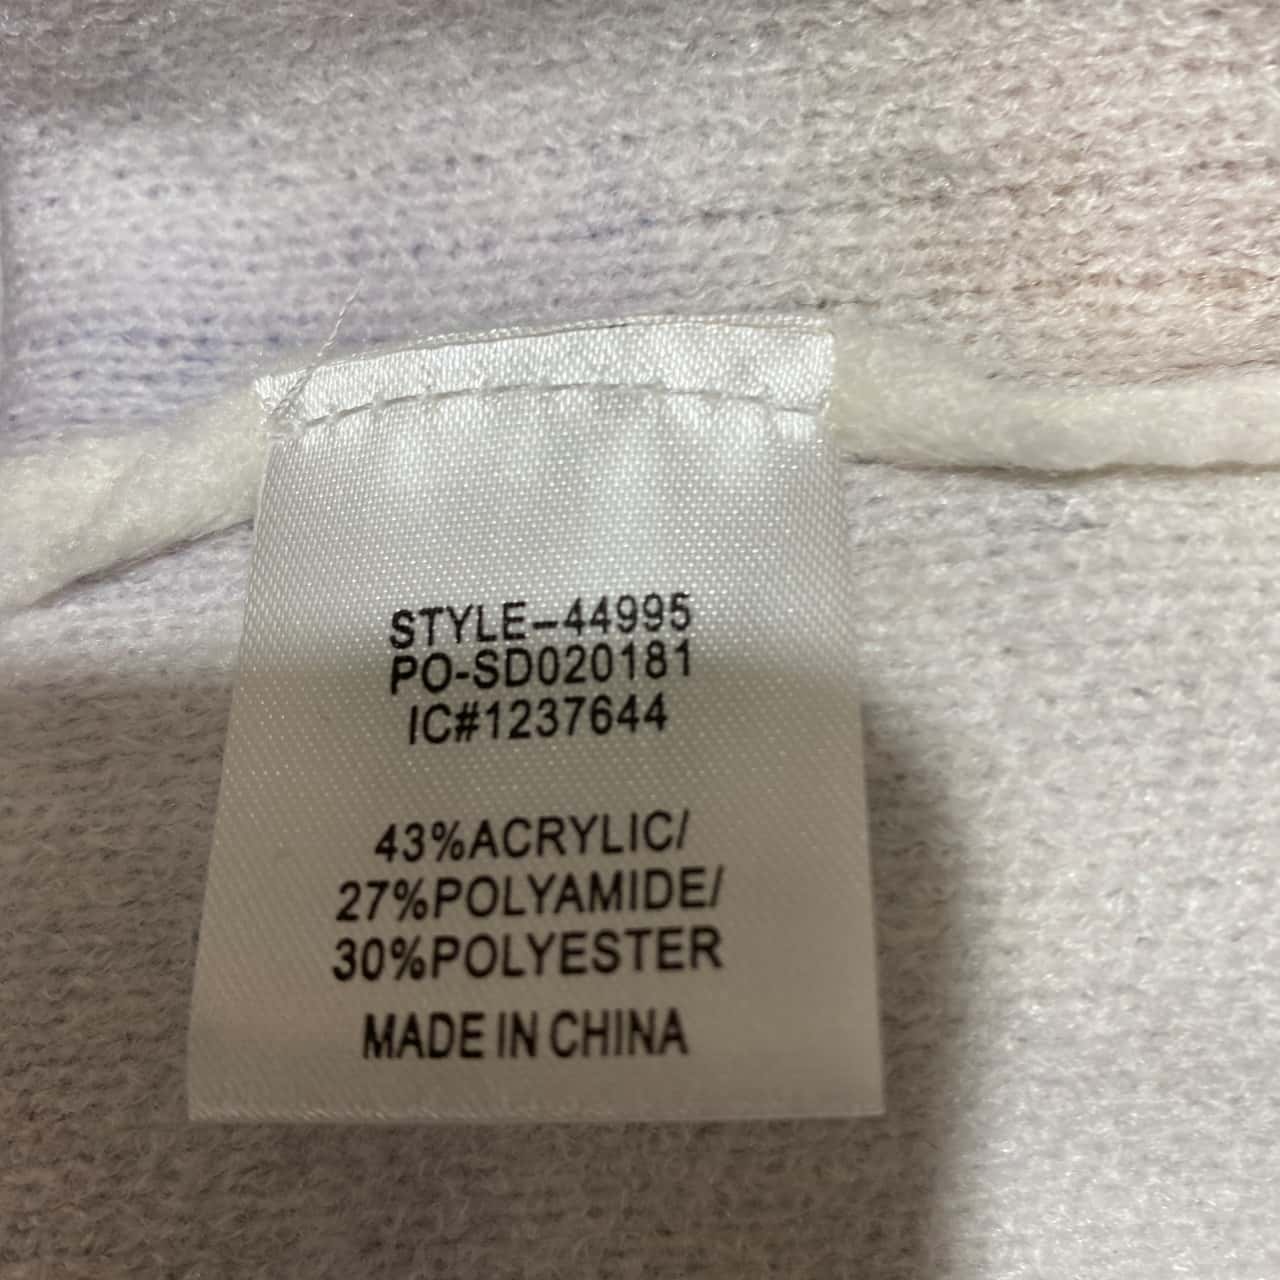 STYLE-44995
PO-SD020181
IC#1237644
43%ACRYLIC/
27%POLYAMIDE/
30%POLYESTER
MADE IN CHINA